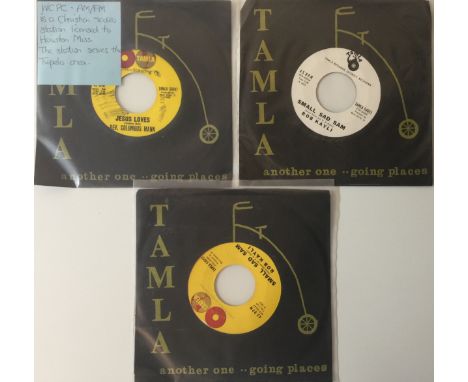 WCPC - AM/FM
is a Christian radio
station licensed to
Houston Miss.
The station serves the
Tupelo area.
TAMLA
TAMLA
JESUS LOVES
REV. COLUMBUS MANN
another one ·· going places
TAMLA
SMALL SAD SAM
BOB KAYLI
another one ·· going places
TAMLA
SMALL SAD SAM
BOB KAYLI
another one ·· going places